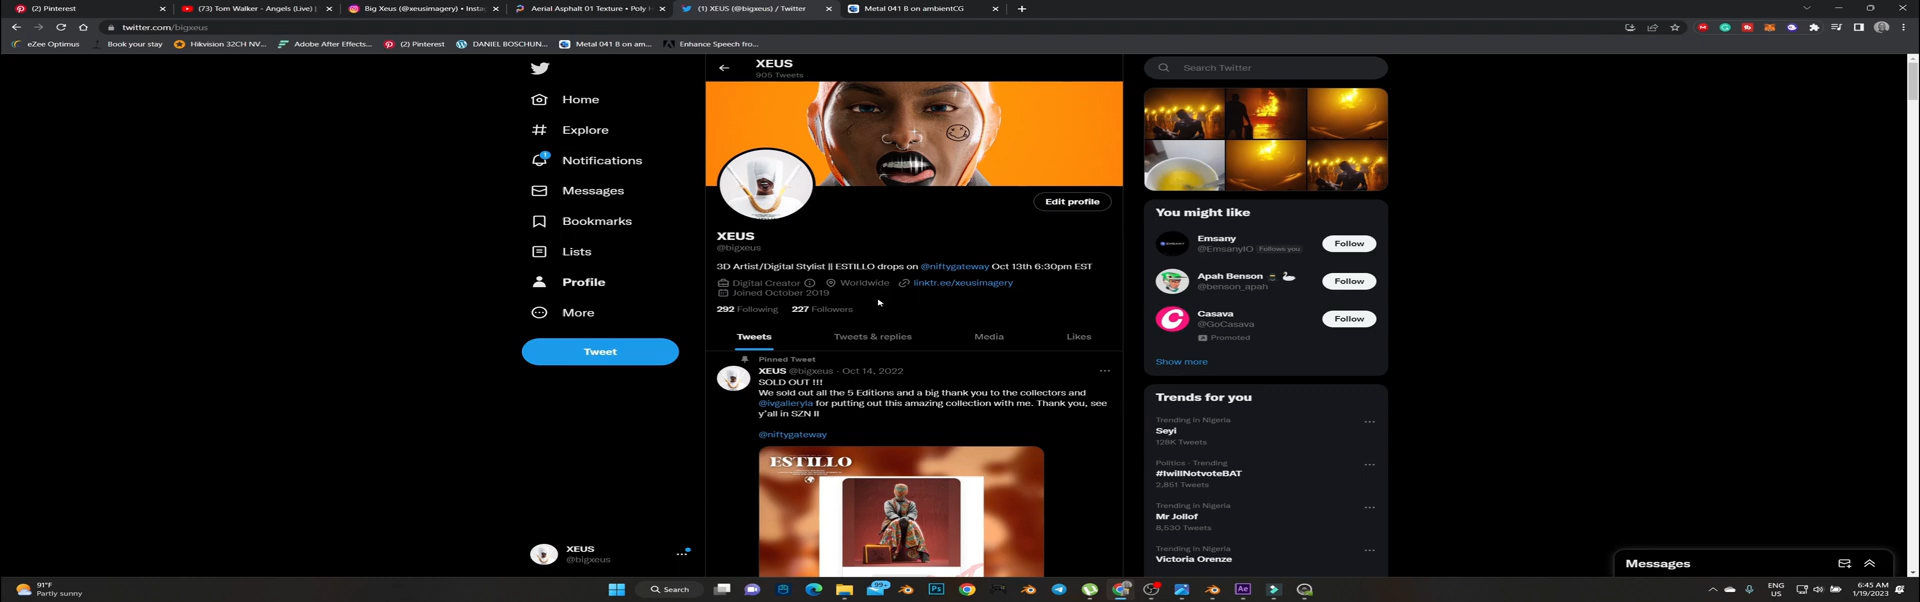 (2) Pinterest
(73) Tom Walker - Angels (Live) |
Big Xeus (@xeusimagery) • Insta
Aerial Asphalt 01 Texture • Poly H
(1) XEUS (@bigxeus) / Twitter
Metal 041 B on ambientCG
twitter.com/bigxeus
eZee Optimus
Book your stay
Hikvision 32CH NV...
Adobe After Effects...
(2) Pinterest
DANIEL BOSCHUN...
Metal 041 B on am...
Enhance Speech fro...
Home
Explore
Notifications
1
Messages
Bookmarks
Lists
Profile
More
Tweet
XEUS
@bigxeus
XEUS
905 Tweets
Edit profile
XEUS
@bigxeus
3D Artist/Digital Stylist || ESTILLO drops on @niftygateway Oct 13th 6:30pm EST
Digital Creator Worldwide linktr.ee/xeusimagery
Joined October 2019
292 Following 227 Followers
Tweets Tweets & replies Media Likes
Pinned Tweet
XEUS @bigxeus · Oct 14, 2022
SOLD OUT !!!
We sold out all the 5 Editions and a big thank you to the collectors and
@ivgalleryla for putting out this amazing collection with me. Thank you, see
y'all in SZN II
@niftygateway
ESTILLO
Search Twitter
You might like
Emsany
@EmsanyIO Follows you
Follow
Apah Benson
@benson_apah
Follow
Casava
@GoCasava
Promoted
Follow
Show more
Trends for you
Trending in Nigeria
Seyi
128K Tweets
Politics · Trending
#IwillNotvoteBAT
2,851 Tweets
Trending in Nigeria
Mr Jollof
8,530 Tweets
Trending in Nigeria
Victoria Orenze
Messages
91°F
Partly sunny
Search
99+
Ps
Ae
ENG
US
6:45 AM
1/19/2023